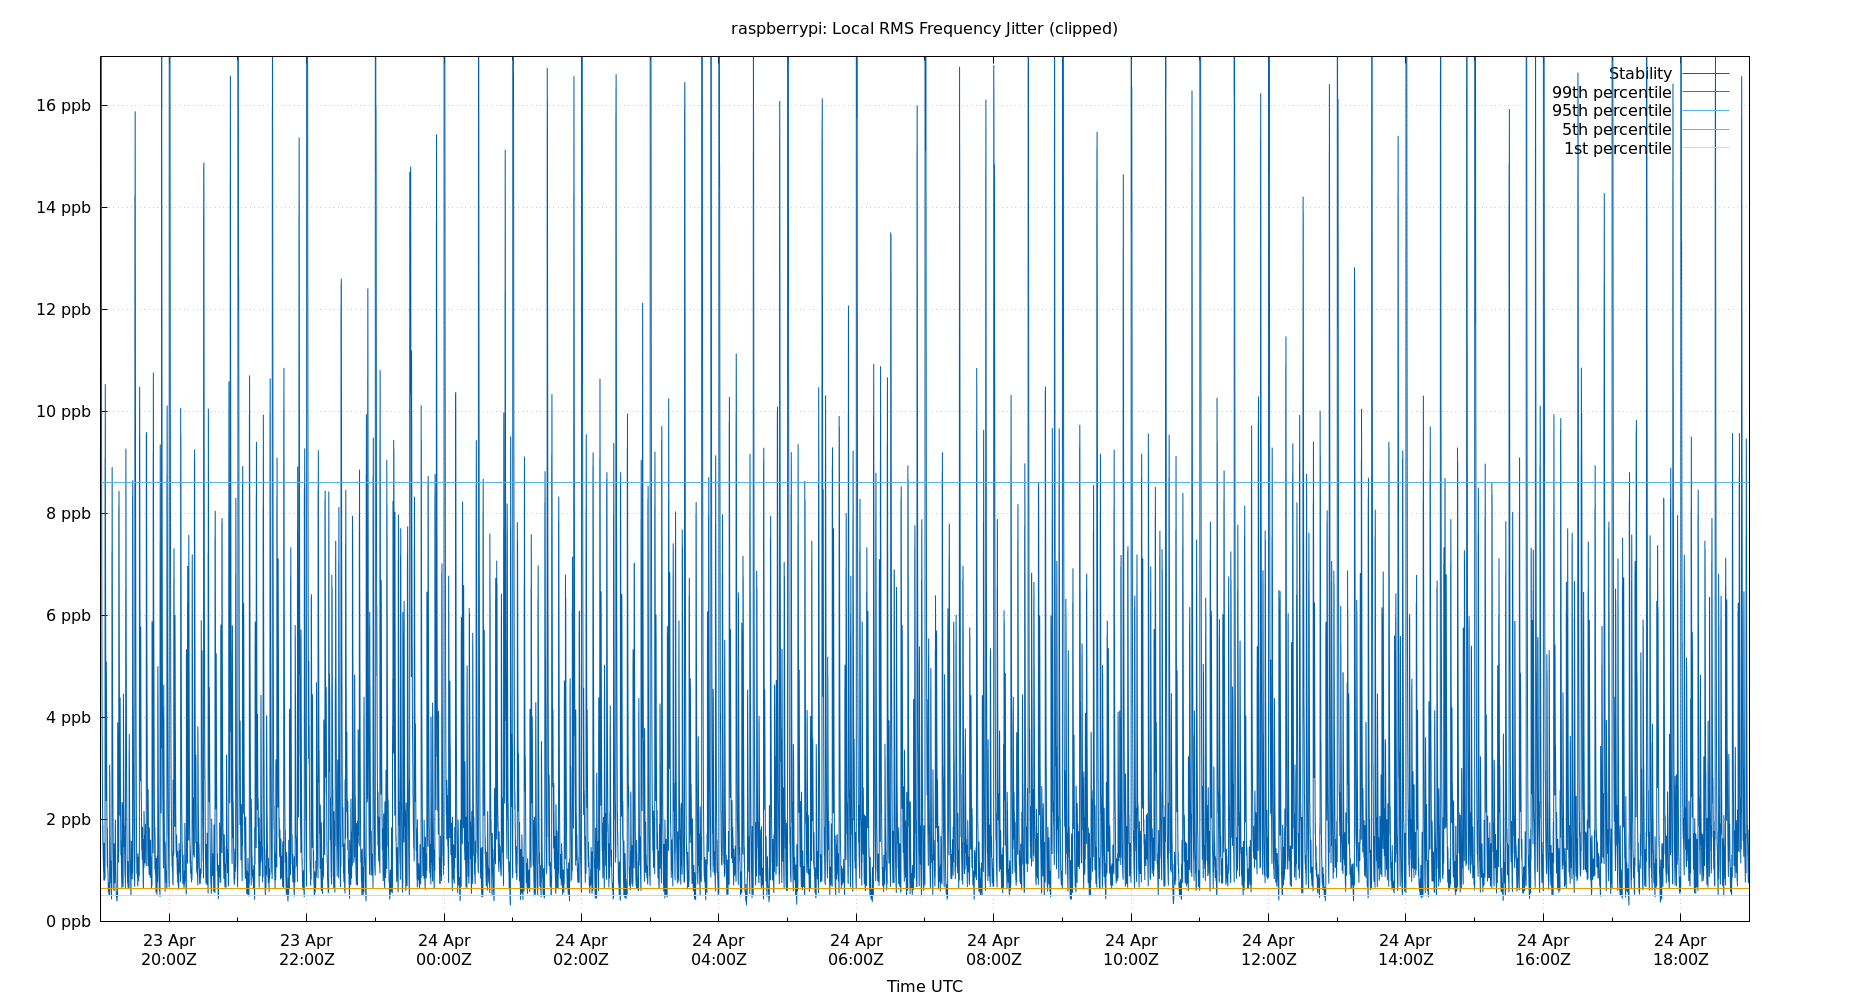 raspberrypi: Local RMS Frequency Jitter (clipped)
Stability
99th percentile
95th percentile
5th percentile
1st percentile
16 ppb
14 ppb
12 ppb
10 ppb
8 ppb
6 ppb
4 ppb
2 ppb
0 ppb
23 Apr 23 Apr 24 Apr 24 Apr 24 Apr 24 Apr 24 Apr 24 Apr 24 Apr 24 Apr 24 Apr 24 Apr
20:00Z 22:00Z 00:00Z 02:00Z 04:00Z 06:00Z 08:00Z 10:00Z 12:00Z 14:00Z 16:00Z 18:00Z
Time UTC